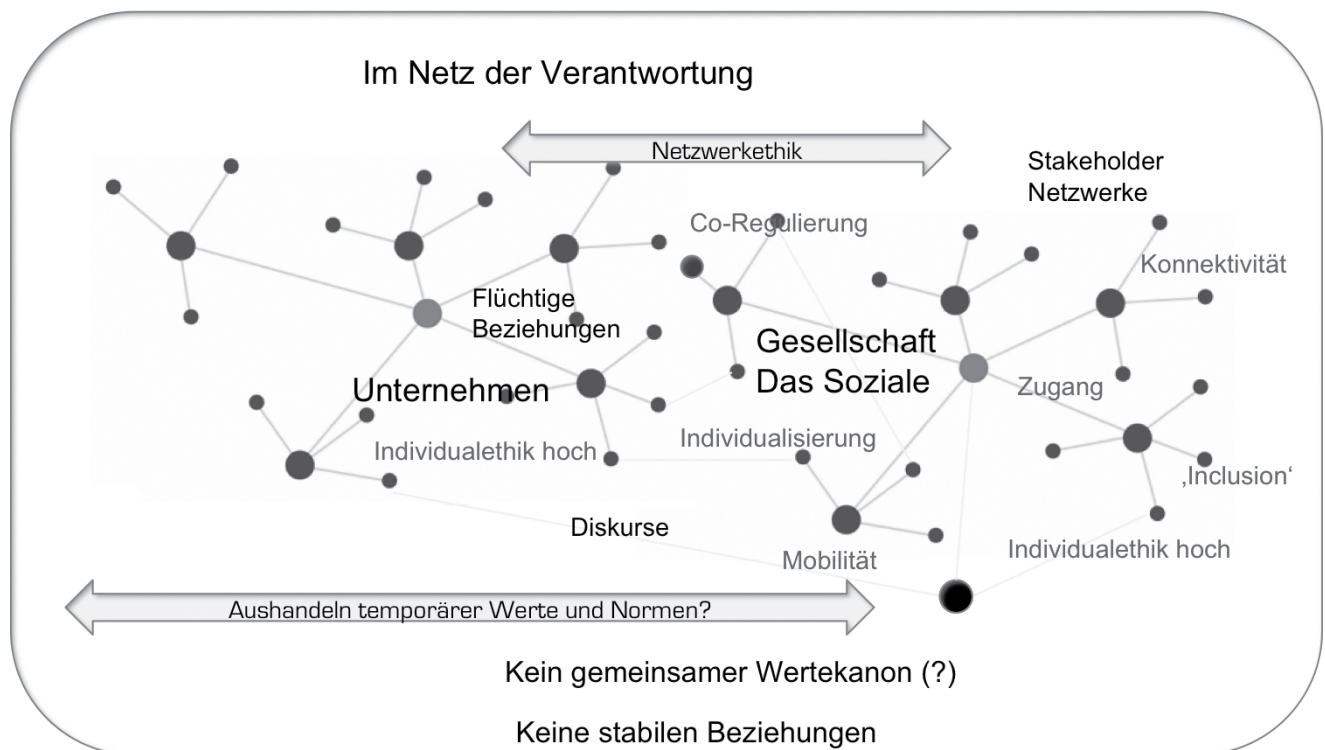 Im Netz der Verantwortung
Netzwerkethik
Stakeholder
Netzwerke
Co-Regulierung
Konnektivität
Flüchtige
Beziehungen
Gesellschaft
Das Soziale
Unternehmen
Zugang
Individualethik hoch
Individualisierung
‚Inclusion‘
Diskurse
Mobilität
Individualethik hoch
Aushandeln temporärer Werte und Normen?
Kein gemeinsamer Wertekanon (?)
Keine stabilen Beziehungen